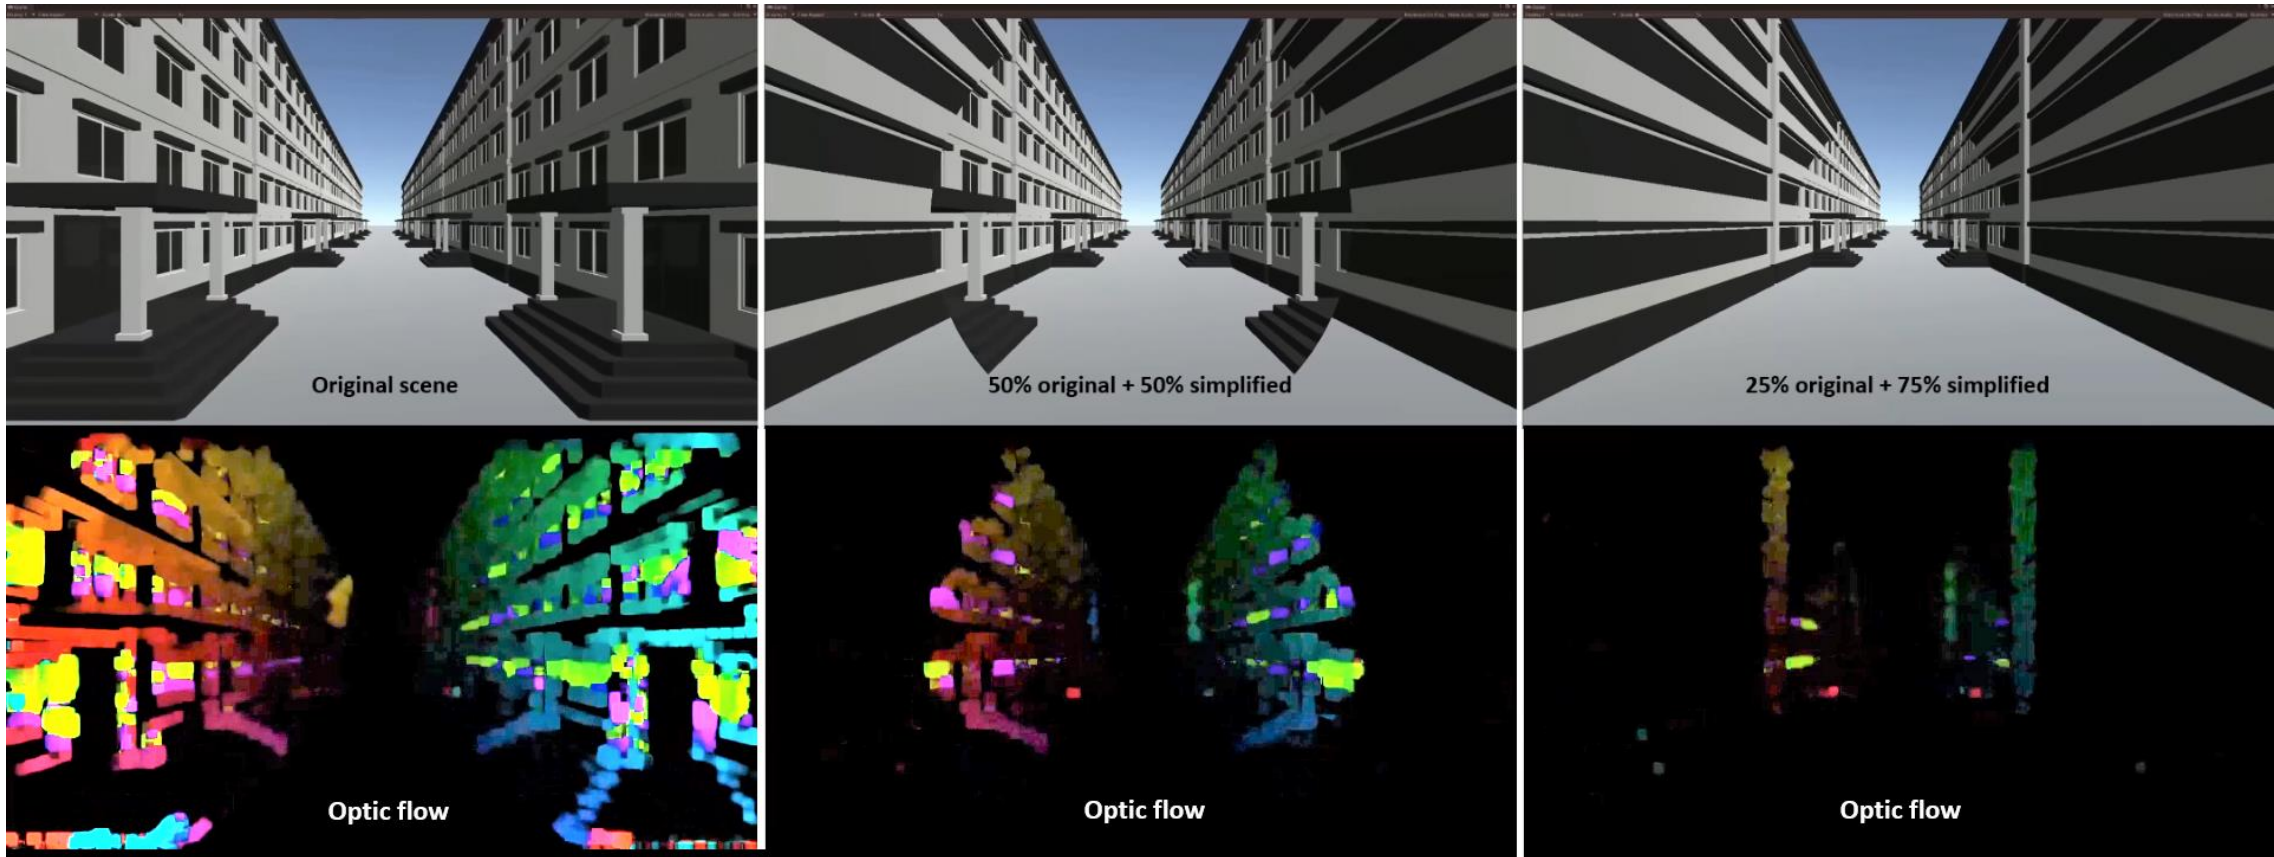 Original scene
50% original + 50% simplified
25% original + 75% simplified
Optic flow
Optic flow
Optic flow